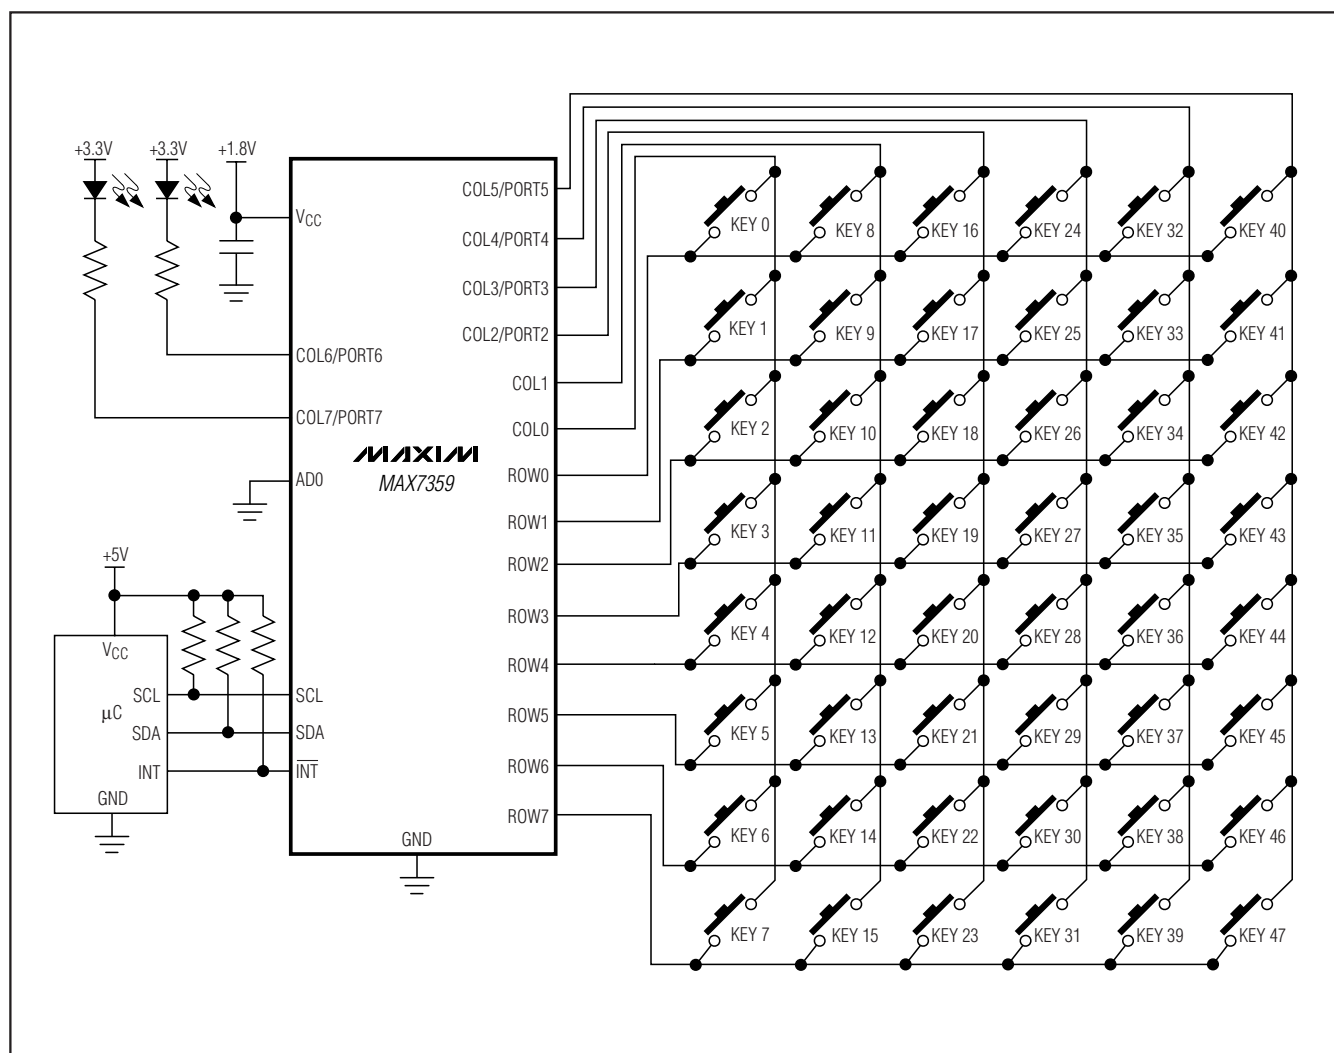 +3.3V +3.3V +1.8V
COL5/PORT5
VCC
COL4/PORT4
COL3/PORT3
COL2/PORT2
COL6/PORT6
COL1
COL7/PORT7
COL0
MAXIM
MAX7359
AD0
ROW0
ROW1
ROW2
ROW3
ROW4
ROW5
ROW6
ROW7
+5V
VCC
SCL
SCL
µC
SDA
SDA
INT
INT
GND
GND
KEY 0 KEY 8 KEY 16 KEY 24 KEY 32 KEY 40
KEY 1 KEY 9 KEY 17 KEY 25 KEY 33 KEY 41
KEY 2 KEY 10 KEY 18 KEY 26 KEY 34 KEY 42
KEY 3 KEY 11 KEY 19 KEY 27 KEY 35 KEY 43
KEY 4 KEY 12 KEY 20 KEY 28 KEY 36 KEY 44
KEY 5 KEY 13 KEY 21 KEY 29 KEY 37 KEY 45
KEY 6 KEY 14 KEY 22 KEY 30 KEY 38 KEY 46
KEY 7 KEY 15 KEY 23 KEY 31 KEY 39 KEY 47